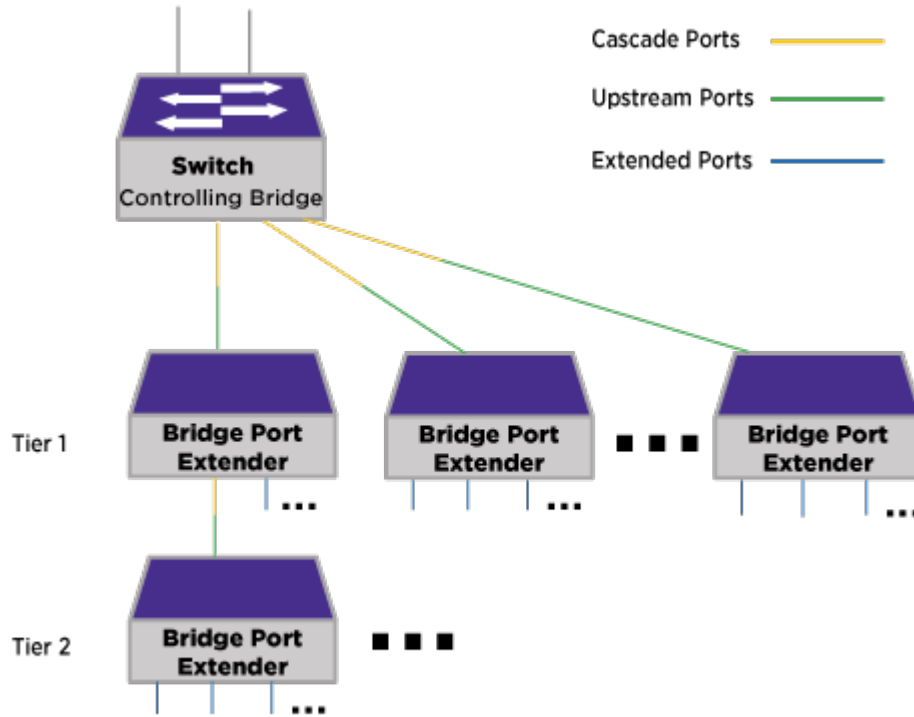 Cascade Ports
Upstream Ports
Extended Ports
Switch
Controlling Bridge
Tier 1
Bridge Port
Extender
...
Bridge Port
Extender
...
Bridge Port
Extender
...
Tier 2
Bridge Port
Extender
...